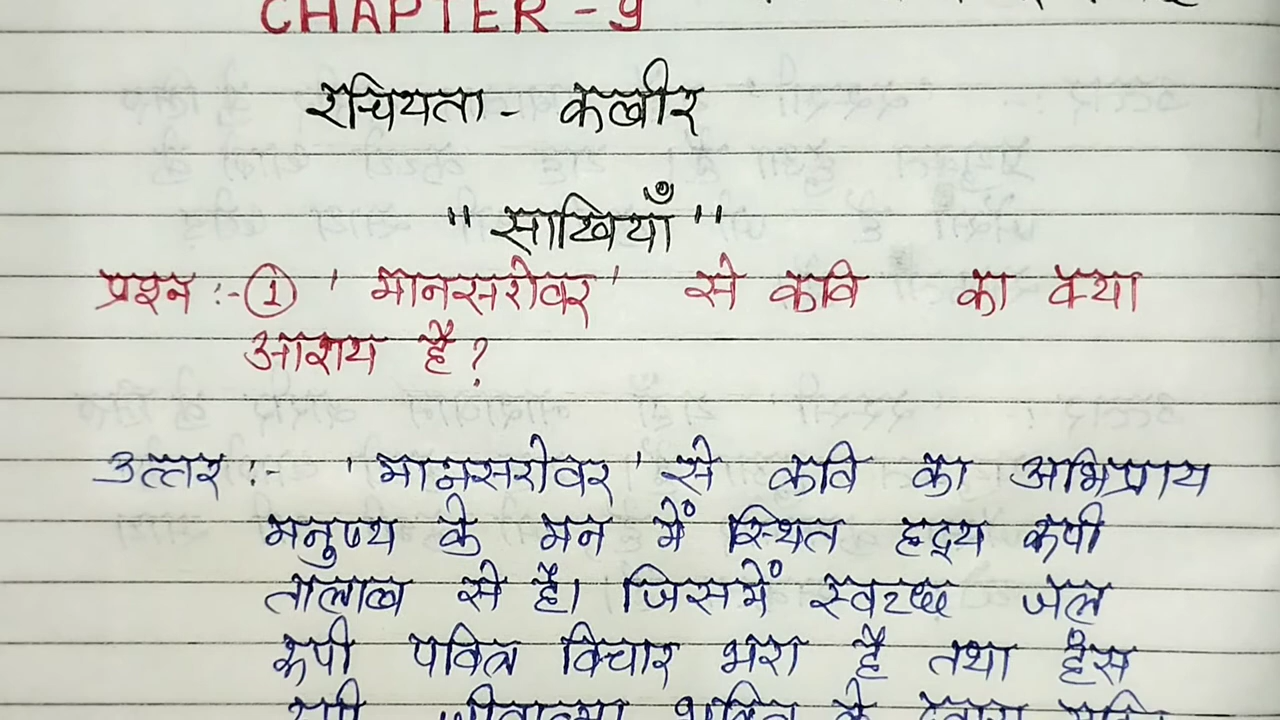 CHAPTER - 9
रचियता - कबीर
"साखियाँ"
प्रश्न :- ① 'मानसरोवर' से कवि का क्या
आशय है?
उत्तर :- 'मानसरोवर' से कवि का अभिप्राय
मनुष्य के मन में स्थित हृदय रूपी
तालाब से है। जिसमें स्वच्छ जल
रूपी पवित्र विचार भरा है तथा हंस
रूपी जीवात्मा